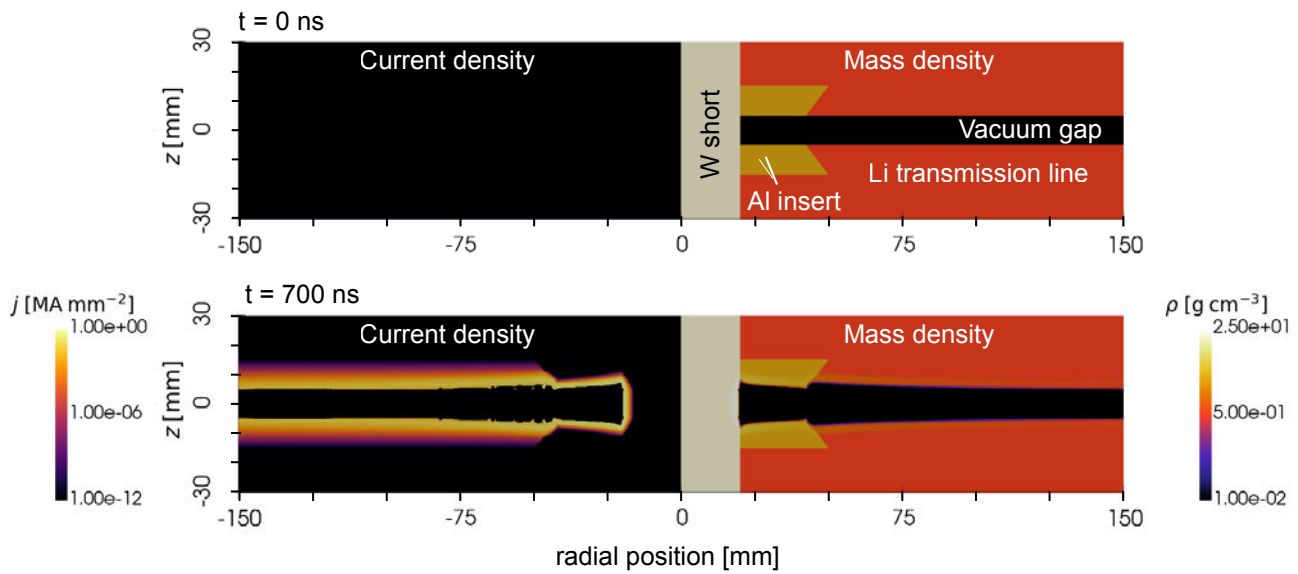 t = 0 ns
30
Current density
Mass density
W short
z [mm]
0
Vacuum gap
Li transmission line
Al insert
-30
-150
-75
0
75
150
t = 700 ns
j [MA mm⁻²]
ρ [g cm⁻³]
30
Current density
Mass density
1.00e+00
2.50e+01
z [mm]
0
1.00e-06
5.00e-01
1.00e-12
1.00e-02
-30
-150
-75
0
75
150
radial position [mm]